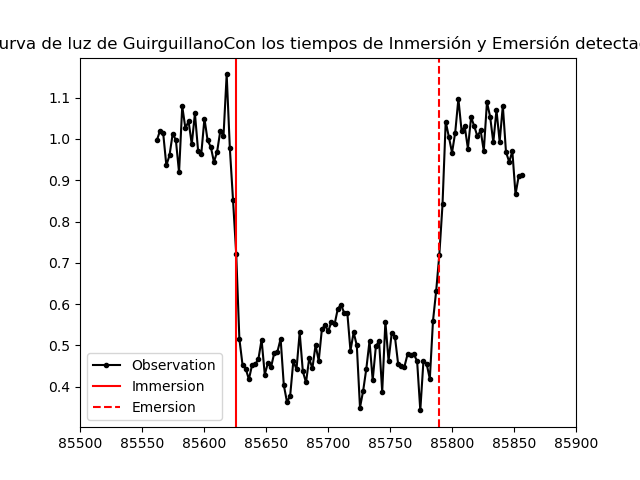 urva de luz de GuirguillanoCon los tiempos de Inmersión y Emersión detecta
1.1
1.0
0.9
0.8
0.7
0.6
0.5
0.4
Observation
Immersion
Emersion
85500 85550 85600 85650 85700 85750 85800 85850 85900